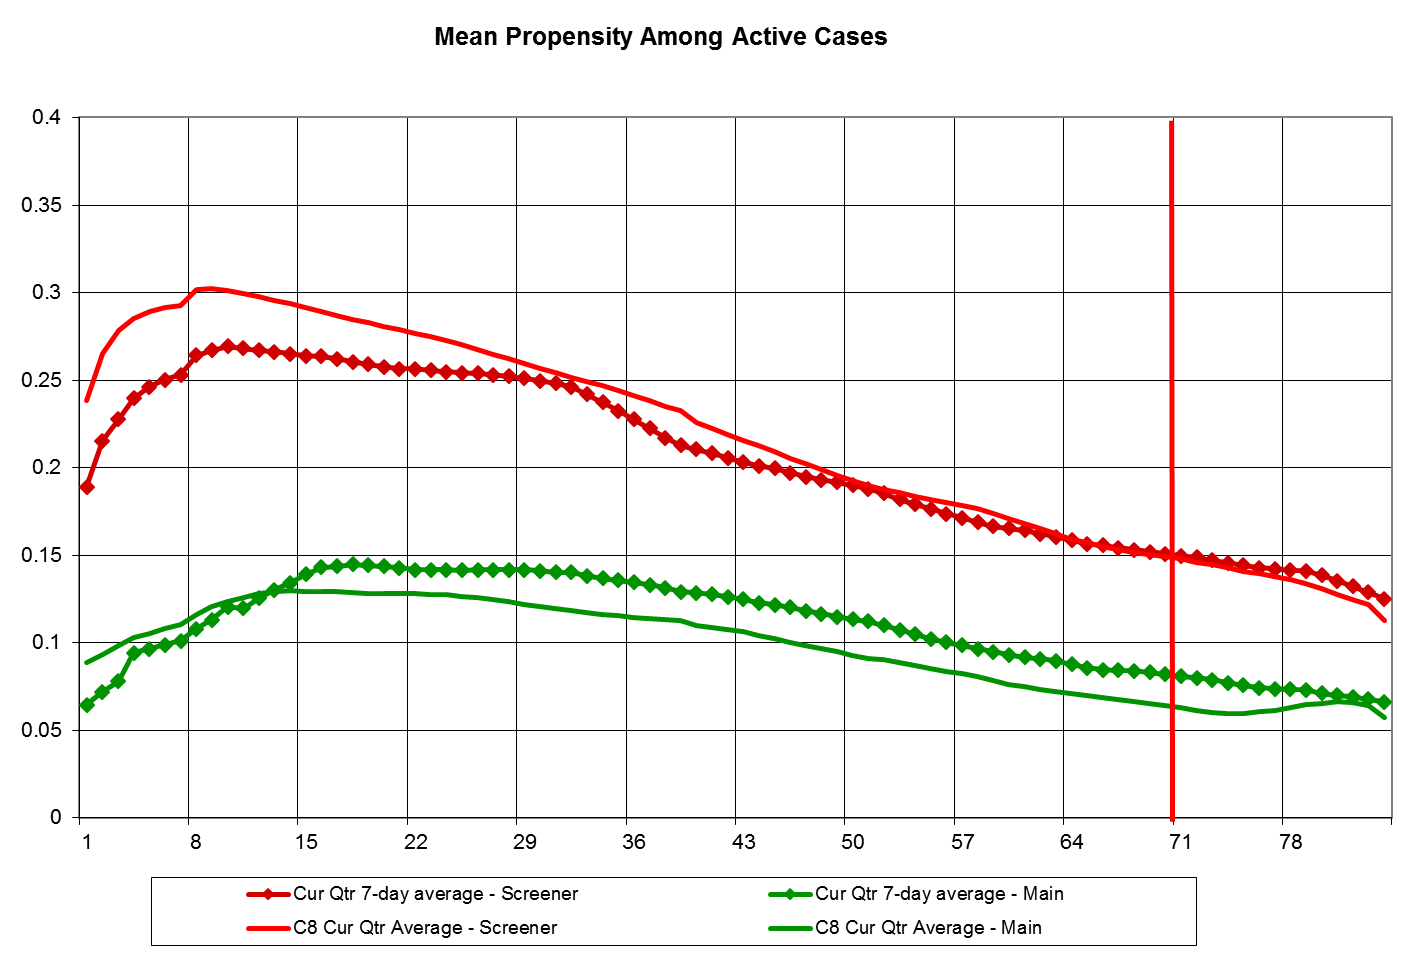 Mean Propensity Among Active Cases
0.4
0.35
0.3
0.25
0.2
0.15
0.1
0.05
0
1 8 15 22 29 36 43 50 57 64 71 78
Cur Qtr 7-day average - Screener Cur Qtr 7-day average - Main
C8 Cur Qtr Average - Screener C8 Cur Qtr Average - Main